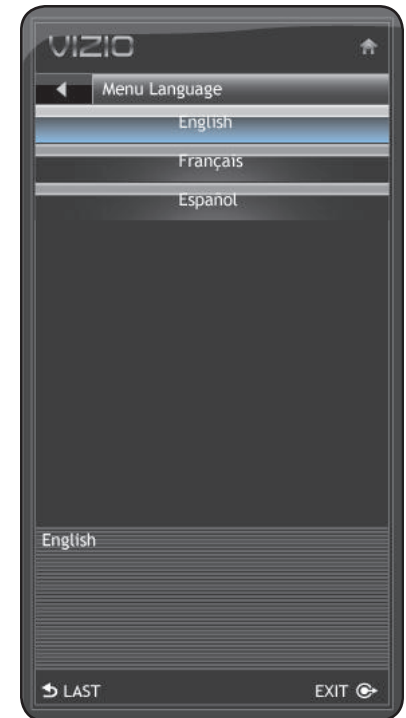 VIZIO
Menu Language
English
Français
Español
English
LAST EXIT